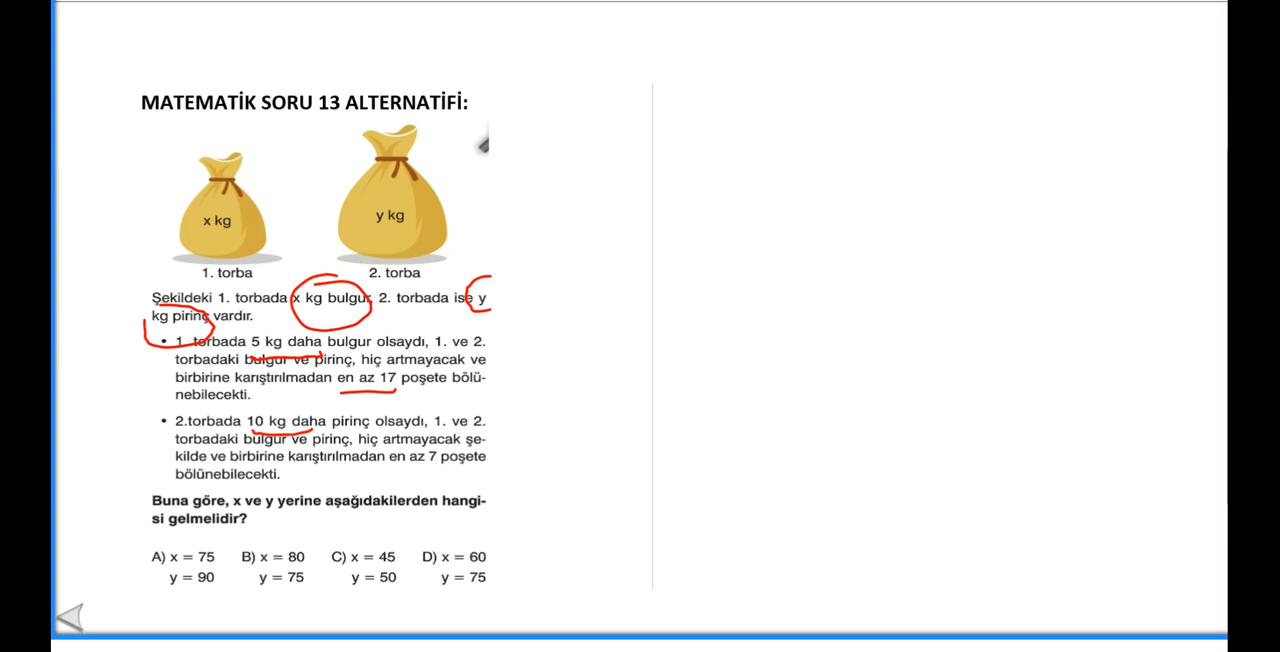 MATEMATİK SORU 13 ALTERNATİFİ:
x kg
y kg
1. torba
2. torba
Şekildeki 1. torbada x kg bulgur, 2. torbada ise y
kg pirinç vardır.
• 1. torbada 5 kg daha bulgur olsaydı, 1. ve 2.
torbadaki bulgur ve pirinç, hiç artmayacak ve
birbirine karıştırılmadan en az 17 poşete bölü-
nebilecekti.
• 2.torbada 10 kg daha pirinç olsaydı, 1. ve 2.
torbadaki bulgur ve pirinç, hiç artmayacak şe-
kilde ve birbirine karıştırılmadan en az 7 poşete
bölünebilecekti.
Buna göre, x ve y yerine aşağıdakilerden hangi-
si gelmelidir?
A) x = 75 B) x = 80 C) x = 45 D) x = 60
y = 90 y = 75 y = 50 y = 75